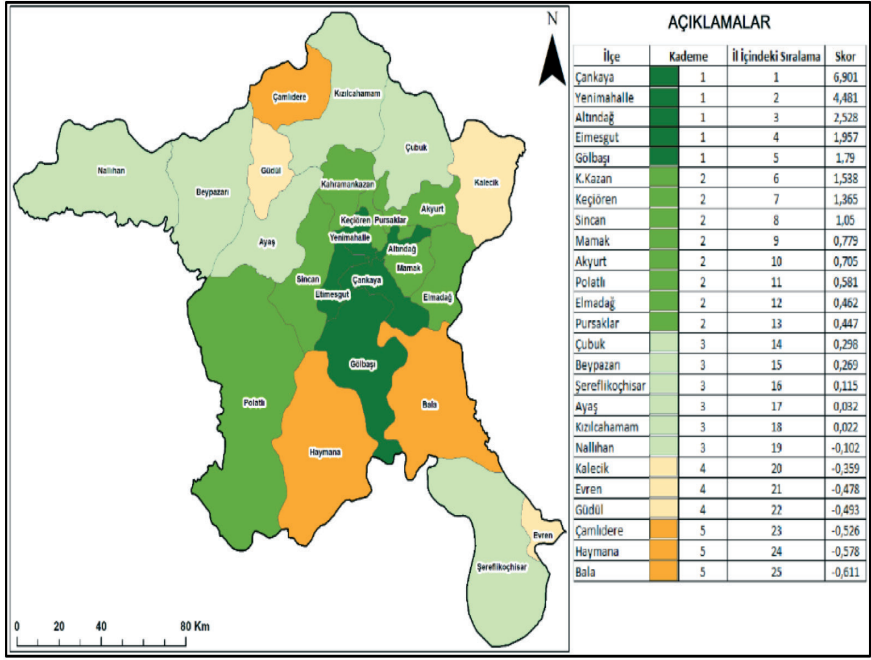 N
Çamlıdere
Kızılcahamam
Çubuk
Nallıhan
Beypazarı
Güdül
Kalecik
Kahramankazan
Akyurt
Keçiören
Pursaklar
Ayaş
Yenimahalle
Altındağ
Mamak
Sincan
Çankaya
Etimesgut
Elmadağ
Gölbaşı
Polatlı
Bala
Haymana
Evren
Şereflikoçhisar
0 20 40 80 Km
AÇIKLAMALAR
İlçe Kademe İl İçindeki Sıralama Skor
Çankaya 1 1 6,901
Yenimahalle 1 2 4,481
Altındağ 1 3 2,528
Eimesgut 1 4 1,957
Gölbaşı 1 5 1,79
K.Kazan 2 6 1,538
Keçiören 2 7 1,365
Sincan 2 8 1,05
Mamak 2 9 0,779
Akyurt 2 10 0,705
Polatlı 2 11 0,581
Elmadağ 2 12 0,462
Pursaklar 2 13 0,447
Çubuk 3 14 0,298
Beypazarı 3 15 0,269
Şereflikoçhisar 3 16 0,115
Ayaş 3 17 0,032
Kızılcahamam 3 18 0,022
Nallıhan 3 19 -0,102
Kalecik 4 20 -0,359
Evren 4 21 -0,478
Güdül 4 22 -0,493
Çamlıdere 5 23 -0,526
Haymana 5 24 -0,578
Bala 5 25 -0,611